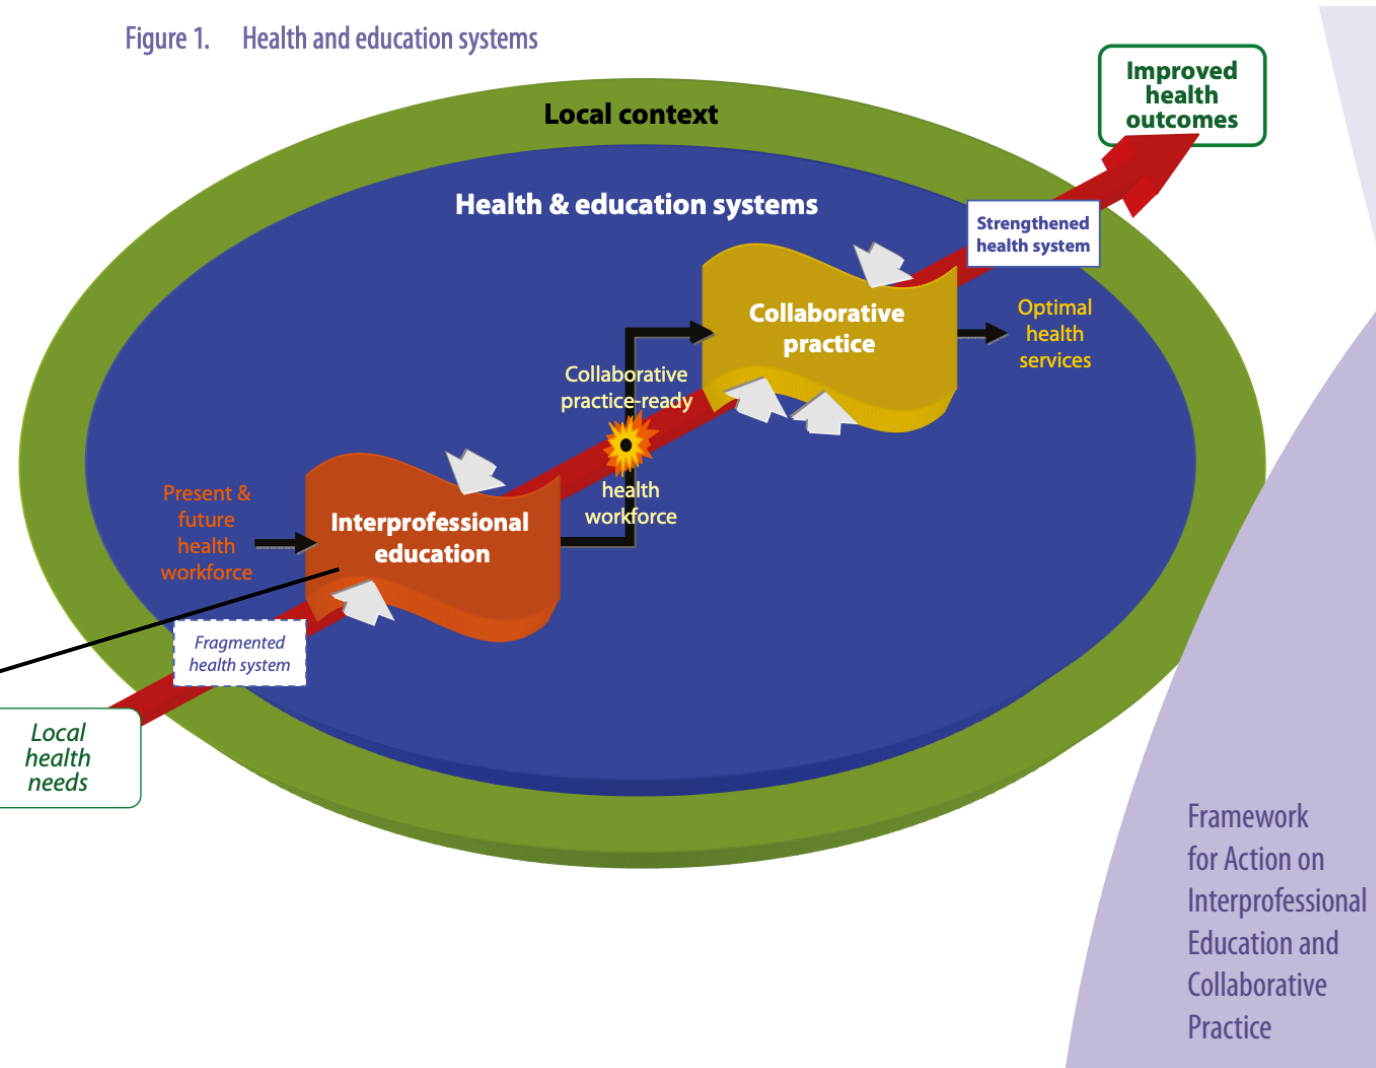 Figure 1. Health and education systems
Improved
health
outcomes
Local context
Health & education systems
Strengthened
health system
Collaborative
practice
Optimal
health
services
Collaborative
practice-ready
health
workforce
Present &
future
health
workforce
Interprofessional
education
Fragmented
health system
Local
health
needs
Framework
for Action on
Interprofessional
Education and
Collaborative
Practice